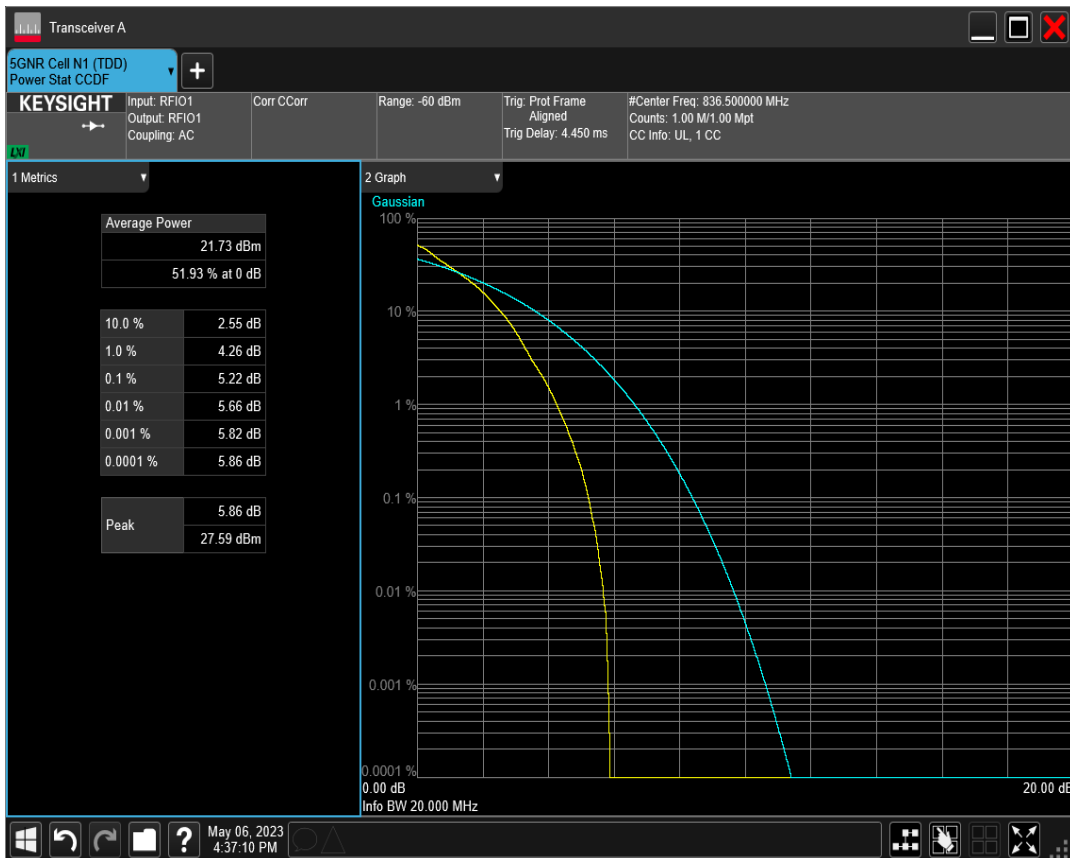 Transceiver A
5GNR Cell N1 (TDD)
Power Stat CCDF
KEYSIGHT
LXI
Input: RFIO1
Output: RFIO1
Coupling: AC
Corr CCorr
Range: -60 dBm
Trig: Prot Frame
Aligned
Trig Delay: 4.450 ms
#Center Freq: 836.500000 MHz
Counts: 1.00 M/1.00 Mpt
CC Info: UL, 1 CC
1 Metrics
Average Power
21.73 dBm
51.93 % at 0 dB
10.0 % 2.55 dB
1.0 % 4.26 dB
0.1 % 5.22 dB
0.01 % 5.66 dB
0.001 % 5.82 dB
0.0001 % 5.86 dB
Peak
5.86 dB
27.59 dBm
2 Graph
Gaussian
100 %
10 %
1 %
0.1 %
0.01 %
0.001 %
0.0001 %
0.00 dB
20.00 dB
Info BW 20.000 MHz
?
May 06, 2023
4:37:10 PM